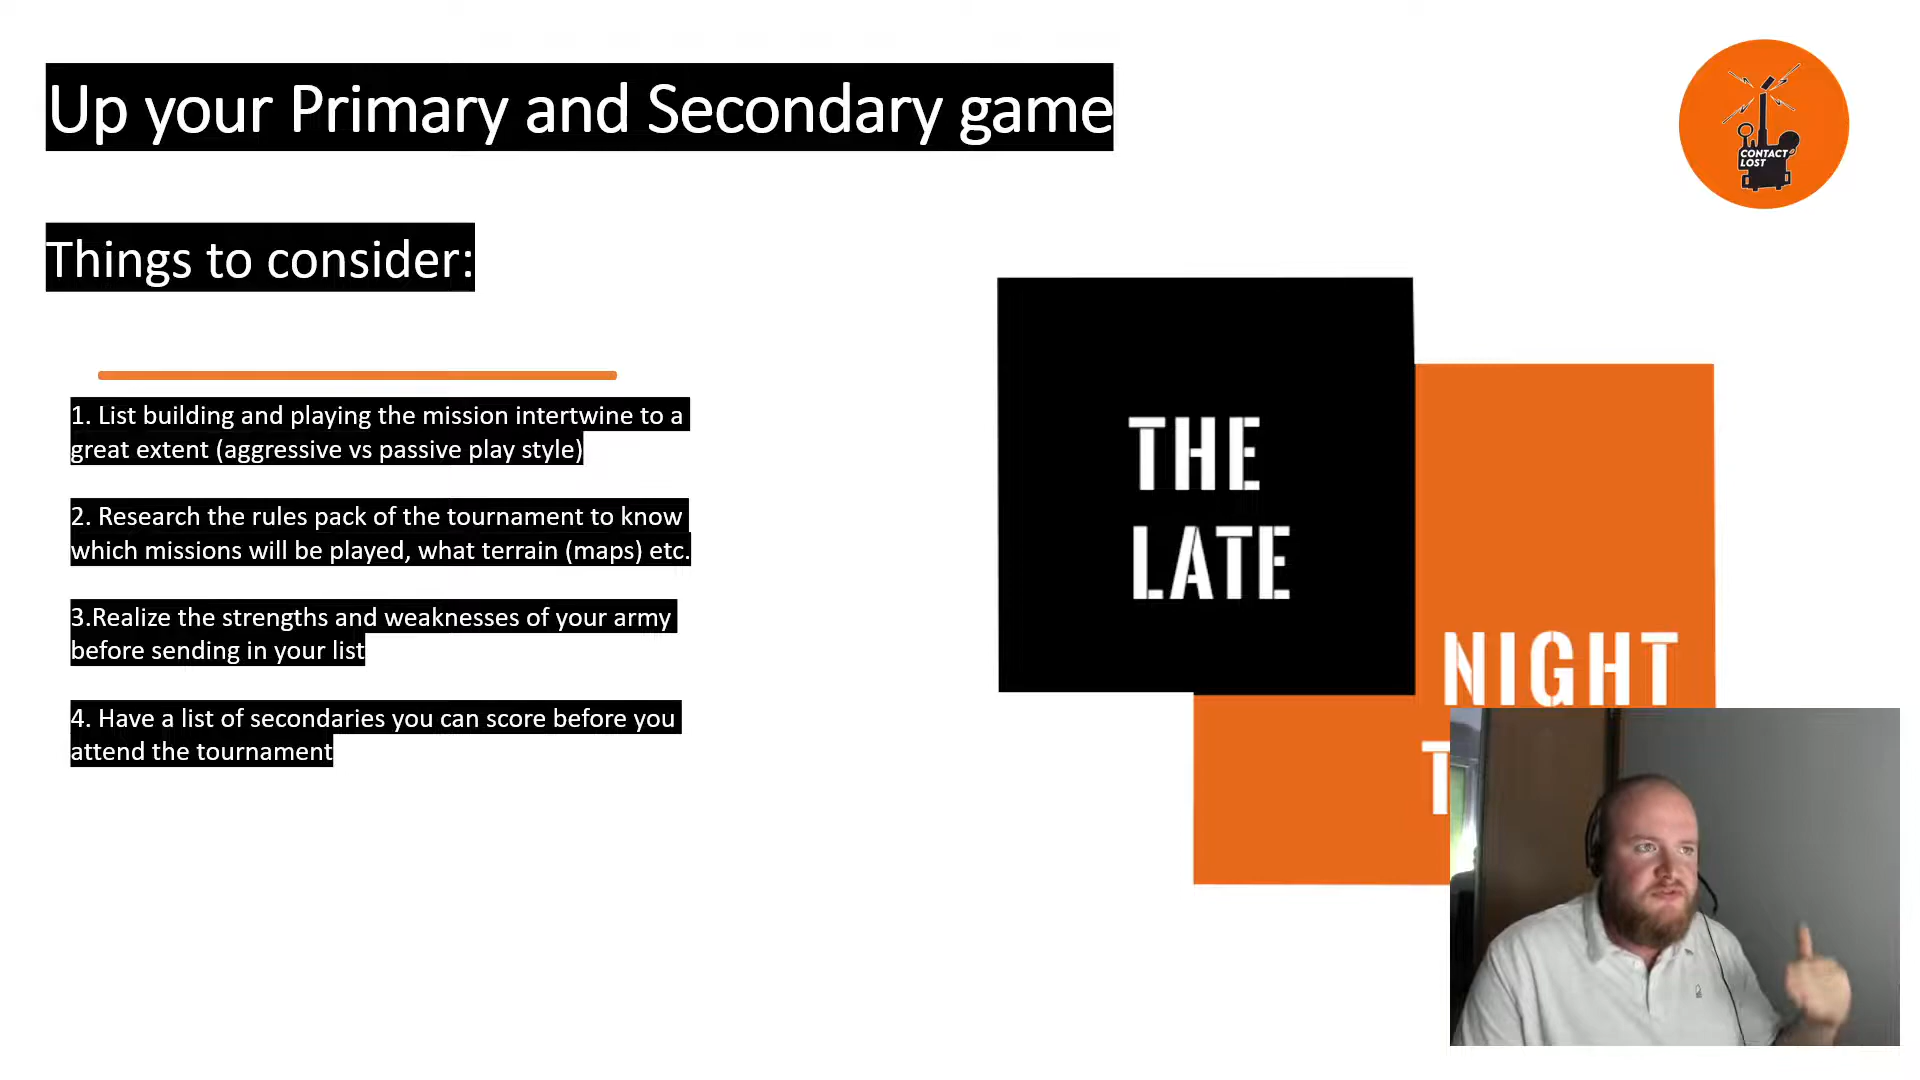 Up your Primary and Secondary game
CONTACT
LOST
Things to consider:
1. List building and playing the mission intertwine to a
great extent (aggressive vs passive play style)
2. Research the rules pack of the tournament to know
which missions will be played, what terrain (maps) etc.
3.Realize the strengths and weaknesses of your army
before sending in your list
4. Have a list of secondaries you can score before you
attend the tournament
THE
LATE
NIGHT